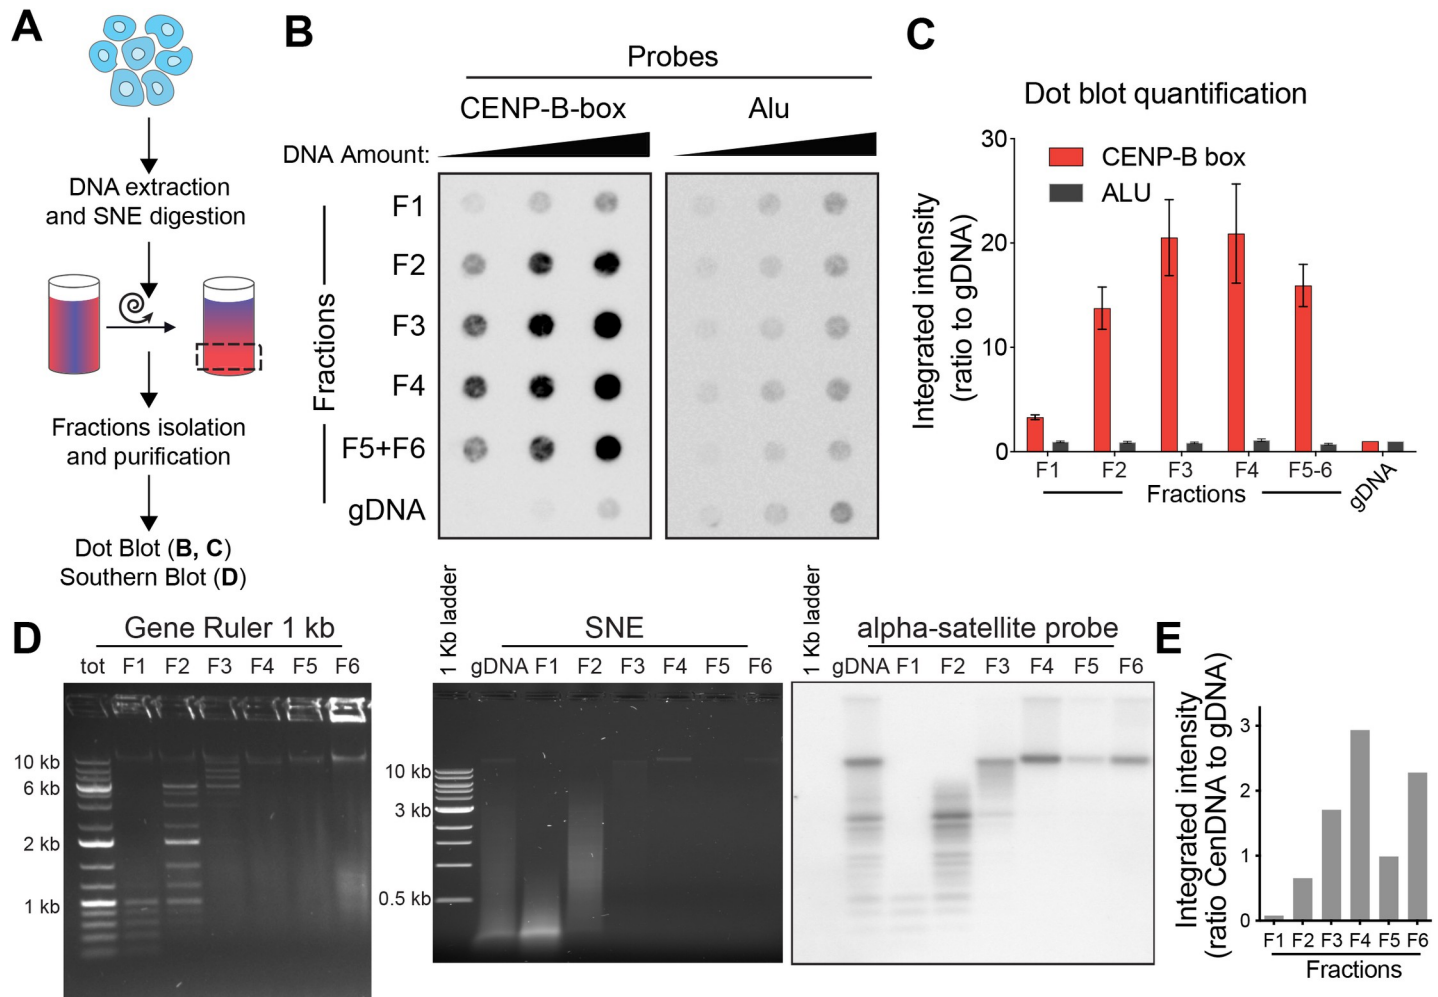 A
DNA extraction
and SNE digestion
Fractions isolation
and purification
Dot Blot (B, C)
Southern Blot (D)
B
Probes
CENP-B-box
Alu
DNA Amount:
Fractions
F1
F2
F3
F4
F5+F6
gDNA
C
Dot blot quantification
Integrated intensity
(ratio to gDNA)
30
20
10
0
CENP-B box
ALU
F1 F2 F3 F4 F5-6 gDNA
Fractions
D
Gene Ruler 1 kb
tot F1 F2 F3 F4 F5 F6
10 kb
6 kb
2 kb
1 kb
1 Kb ladder
SNE
gDNA F1 F2 F3 F4 F5 F6
10 kb
3 kb
0.5 kb
1 Kb ladder
alpha-satellite probe
gDNA F1 F2 F3 F4 F5 F6
E
Integrated intensity
(ratio CenDNA to gDNA)
3
2
1
0
F1 F2 F3 F4 F5 F6
Fractions